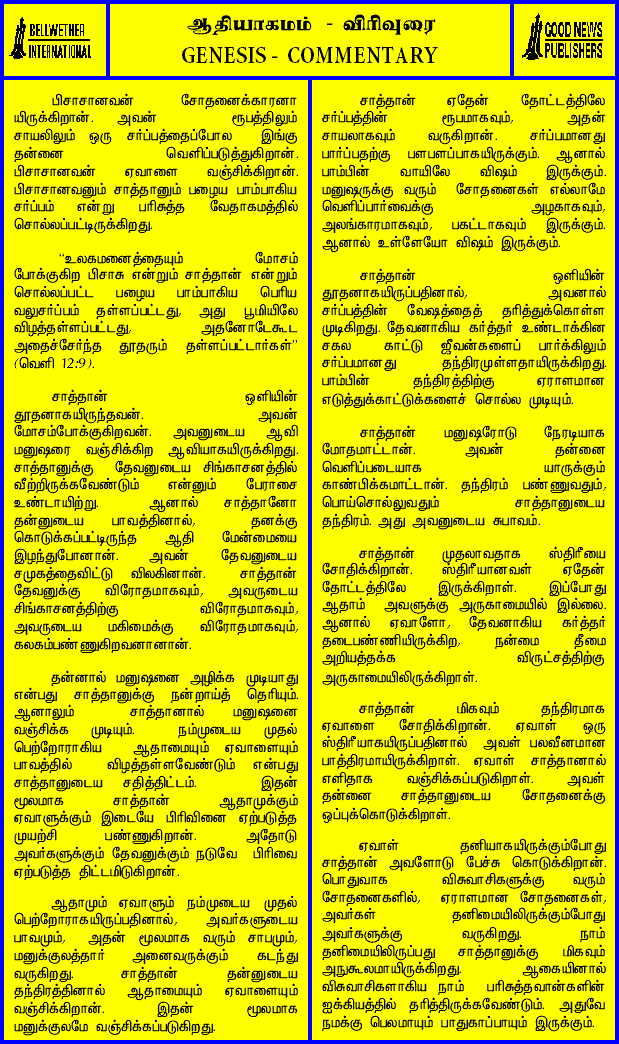 BELLWETHER
INTERNATIONAL
ஆதியாகமம் - விரிவுரை
GENESIS - COMMENTARY
GOOD NEWS
PUBLISHERS
பிசாசானவன் சோதனைக்காரனா
யிருக்கிறான். அவன் ரூபத்திலும்
சாயலிலும் ஒரு சர்ப்பத்தைப்போல இங்கு
தன்னை வெளிப்படுத்துகிறான்.
பிசாசானவன் ஏவாளை வஞ்சிக்கிறான்.
பிசாசானவனும் சாத்தானும் பழைய பாம்பாகிய
சர்ப்பம் என்று பரிசுத்த வேதாகமத்தில்
சொல்லப்பட்டிருக்கிறது.
“உலகமனைத்தையும் மோசம்
போக்குகிற பிசாசு என்றும் சாத்தான் என்றும்
சொல்லப்பட்ட பழைய பாம்பாகிய பெரிய
வலுசர்ப்பம் தள்ளப்பட்டது, அது பூமியிலே
விழத்தள்ளப்பட்டது, அதனோடேகூட
அதைச்சேர்ந்த தூதரும் தள்ளப்பட்டார்கள்”
(வெளி 12:9).
சாத்தான் ஒளியின்
தூதனாகயிருந்தவன். அவன்
மோசம்போக்குகிறவன். அவனுடைய ஆவி
மனுஷரை வஞ்சிக்கிற ஆவியாகயிருக்கிறது.
சாத்தானுக்கு தேவனுடைய சிங்காசனத்தில்
வீற்றிருக்கவேண்டும் என்னும் பேராசை
உண்டாயிற்று. ஆனால் சாத்தானோ
தன்னுடைய பாவத்தினால், தனக்கு
கொடுக்கப்பட்டிருந்த ஆதி மேன்மையை
இழந்துபோனான். அவன் தேவனுடைய
சமுகத்தைவிட்டு விலகினான். சாத்தான்
தேவனுக்கு விரோதமாகவும், அவருடைய
சிங்காசனத்திற்கு விரோதமாகவும்,
அவருடைய மகிமைக்கு விரோதமாகவும்,
கலகம்பண்ணுகிறவனானான்.
தன்னால் மனுஷனை அழிக்க முடியாது
என்பது சாத்தானுக்கு நன்றாய்த் தெரியும்.
ஆனாலும் சாத்தானால் மனுஷனை
வஞ்சிக்க முடியும். நம்முடைய முதல்
பெற்றோராகிய ஆதாமையும் ஏவாளையும்
பாவத்தில் விழத்தள்ளவேண்டும் என்பது
சாத்தானுடைய சதித்திட்டம். இதன்
மூலமாக சாத்தான் ஆதாமுக்கும்
ஏவாளுக்கும் இடையே பிரிவினை ஏற்படுத்த
முயற்சி பண்ணுகிறான். அதோடு
அவர்களுக்கும் தேவனுக்கும் நடுவே பிரிவை
ஏற்படுத்த திட்டமிடுகிறான்.
ஆதாமும் ஏவாளும் நம்முடைய முதல்
பெற்றோராகயிருப்பதினால், அவர்களுடைய
பாவமும், அதன் மூலமாக வரும் சாபமும்,
மனுக்குலத்தார் அனைவருக்கும் கடந்து
வருகிறது. சாத்தான் தன்னுடைய
தந்திரத்தினால் ஆதாமையும் ஏவாளையும்
வஞ்சிக்கிறான். இதன் மூலமாக
மனுக்குலமே வஞ்சிக்கப்படுகிறது.
சாத்தான் ஏதேன் தோட்டத்திலே
சர்ப்பத்தின் ரூபமாகவும், அதன்
சாயலாகவும் வருகிறான். சர்ப்பமானது
பார்ப்பதற்கு பளபளப்பாகயிருக்கும். ஆனால்
பாம்பின் வாயிலே விஷம் இருக்கும்.
மனுஷருக்கு வரும் சோதனைகள் எல்லாமே
வெளிப்பார்வைக்கு அழகாகவும்,
அலங்காரமாகவும், பகட்டாகவும் இருக்கும்.
ஆனால் உள்ளேயோ விஷம் இருக்கும்.
சாத்தான் ஒளியின்
தூதனாகயிருப்பதினால், அவனால்
சர்ப்பத்தின் வேஷத்தைத் தரித்துக்கொள்ள
முடிகிறது. தேவனாகிய கர்த்தர் உண்டாக்கின
சகல காட்டு ஜீவன்களைப் பார்க்கிலும்
சர்ப்பமானது தந்திரமுள்ளதாயிருக்கிறது.
பாம்பின் தந்திரத்திற்கு ஏராளமான
எடுத்துக்காட்டுக்களைச் சொல்ல முடியும்.
சாத்தான் மனுஷரோடு நேரடியாக
மோதமாட்டான். அவன் தன்னை
வெளிப்படையாக யாருக்கும்
காண்பிக்கமாட்டான். தந்திரம் பண்ணுவதும்,
பொய்சொல்லுவதும் சாத்தானுடைய
தந்திரம். அது அவனுடைய சுபாவம்.
சாத்தான் முதலாவதாக ஸ்திரீயை
சோதிக்கிறான். ஸ்திரீயானவள் ஏதேன்
தோட்டத்திலே இருக்கிறாள். இப்போது
ஆதாம் அவளுக்கு அருகாமையில் இல்லை.
ஆனால் ஏவாளோ, தேவனாகிய கர்த்தர்
தடைபண்ணியிருக்கிற, நன்மை தீமை
அறியத்தக்க விருட்சத்திற்கு
அருகாமையிலிருக்கிறாள்.
சாத்தான் மிகவும் தந்திரமாக
ஏவாளை சோதிக்கிறான். ஏவாள் ஒரு
ஸ்திரீயாகயிருப்பதினால் அவள் பலவீனமான
பாத்திரமாயிருக்கிறாள். ஏவாள் சாத்தானால்
எளிதாக வஞ்சிக்கப்படுகிறாள். அவள்
தன்னை சாத்தானுடைய சோதனைக்கு
ஒப்புக்கொடுக்கிறாள்.
ஏவாள் தனியாகயிருக்கும்போது
சாத்தான் அவளோடு பேச்சு கொடுக்கிறான்.
பொதுவாக விசுவாசிகளுக்கு வரும்
சோதனைகளில், ஏராளமான சோதனைகள்,
அவர்கள் தனிமையிலிருக்கும்போது
அவர்களுக்கு வருகிறது. நாம்
தனிமையிலிருப்பது சாத்தானுக்கு மிகவும்
அநுகூலமாயிருக்கிறது. ஆகையினால்
விசுவாசிகளாகிய நாம் பரிசுத்தவான்களின்
ஐக்கியத்தில் தரித்திருக்கவேண்டும். அதுவே
நமக்கு பெலமாயும் பாதுகாப்பாயும் இருக்கும்.